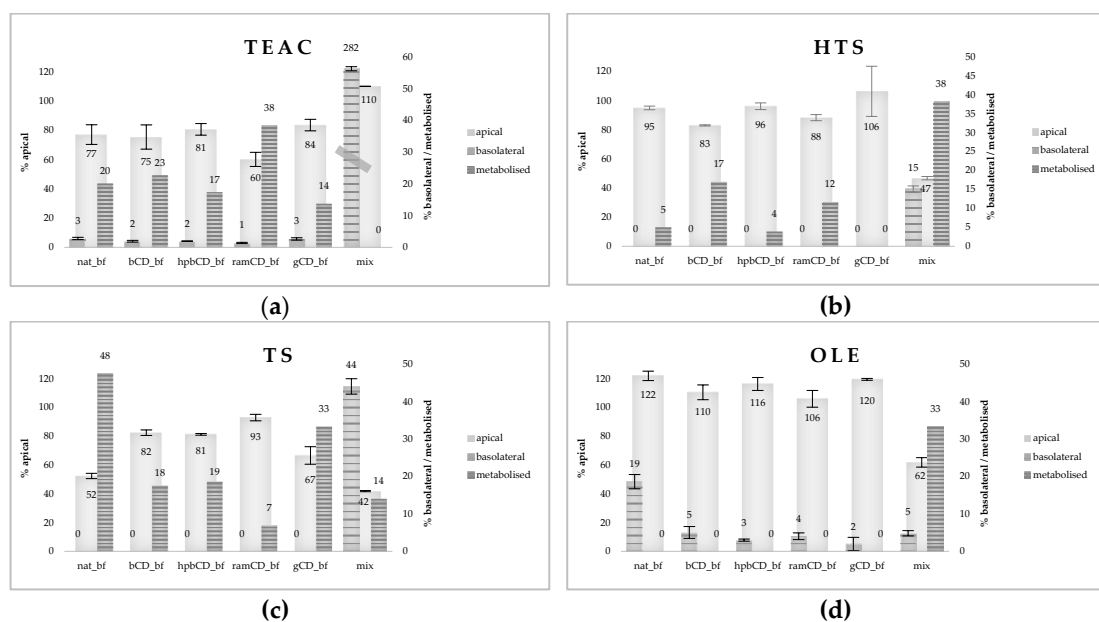 TEAC
% apical
120
100
80
60
40
20
0
60
50
40
30
20
10
0
% basolateral / metabolised
3 77 20
2 75 23
2 81 17
1 60 38
3 84 14
282 110 0
nat_bf bCD_bf hpbCD_bf ramCD_bf gCD_bf mix
apical
basolateral
metabolised
(a)
HTS
% apical
120
100
80
60
40
20
0
50
45
40
35
30
25
20
15
10
5
0
% basolateral / metabolised
0 95 5
0 83 17
0 96 4
0 88 12
0 106 0
15 47 38
nat_bf bCD_bf hpbCD_bf ramCD_bf gCD_bf mix
apical
basolateral
metabolised
(b)
TS
% apical
120
100
80
60
40
20
0
50
40
30
20
10
0
% basolateral / metabolised
0 52 48
0 82 18
0 81 19
0 93 7
0 67 33
44 42 14
nat_bf bCD_bf hpbCD_bf ramCD_bf gCD_bf mix
apical
basolateral
metabolised
(c)
OLE
% apical
120
100
80
60
40
20
0
50
40
30
20
10
0
% basolateral / metabolised
19 122 0
5 110 0
3 116 0
4 106 0
2 120 0
5 62 33
nat_bf bCD_bf hpbCD_bf ramCD_bf gCD_bf mix
apical
basolateral
metabolised
(d)